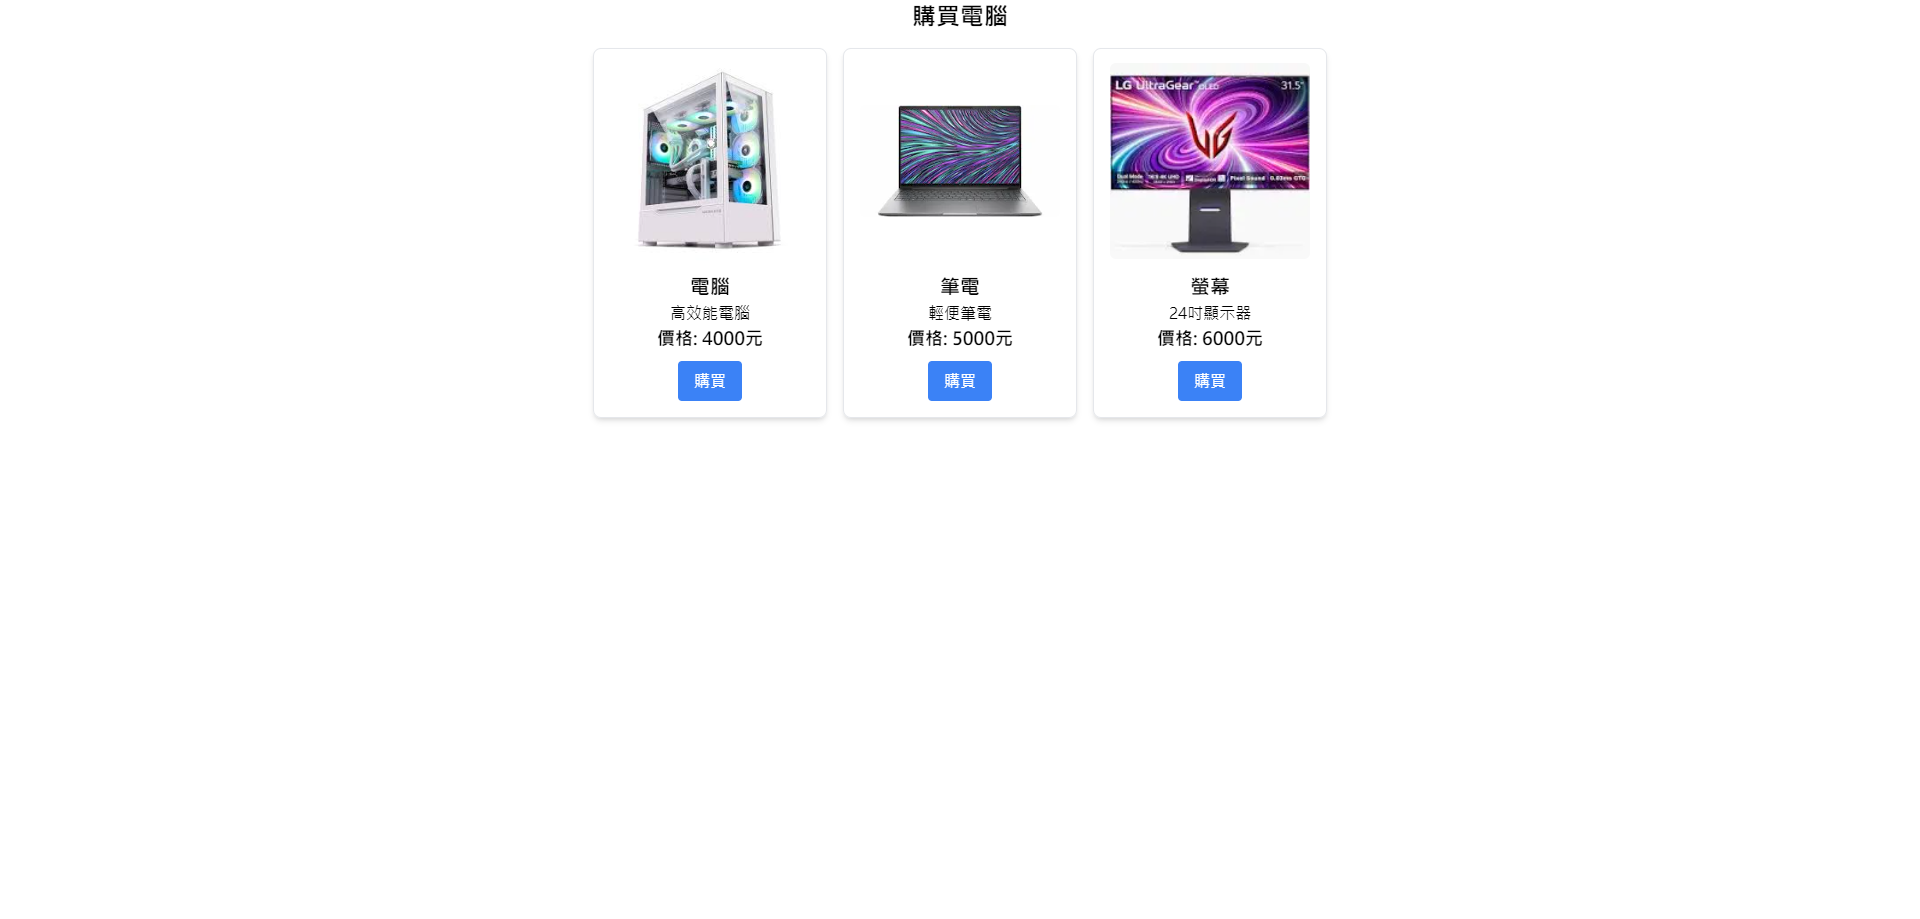 購買電腦
LG UltraGear OLED
31.5"
電腦
高效能電腦
價格: 4000元
購買
筆電
輕便筆電
價格: 5000元
購買
螢幕
24吋顯示器
價格: 6000元
購買